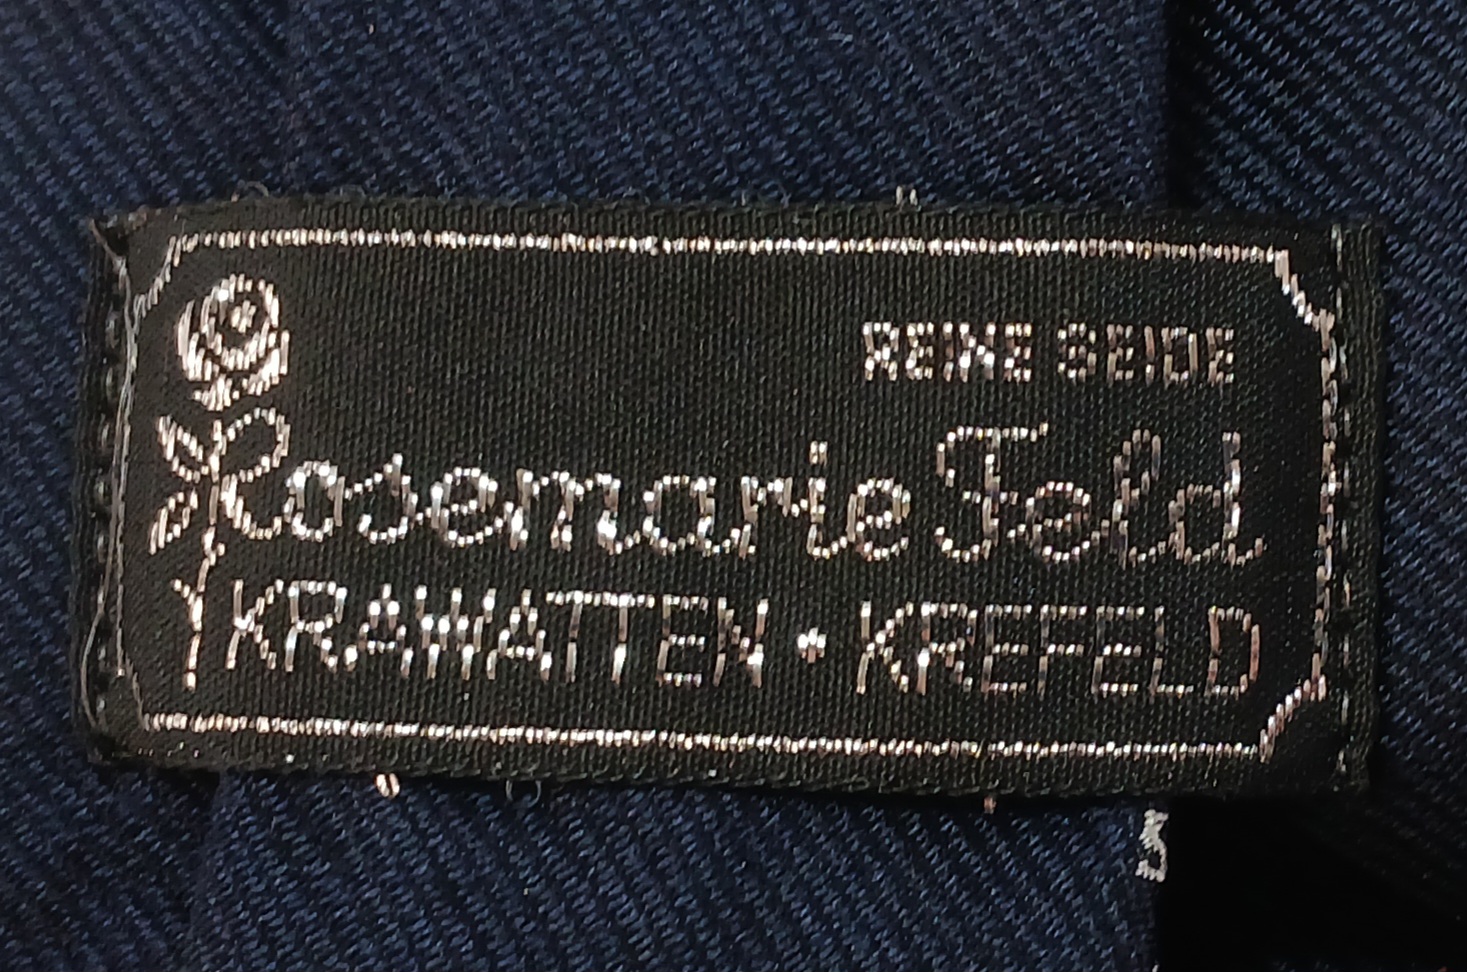 REINE SEIDE
Rosemarie Feld
KRAWATTEN • KREFELD